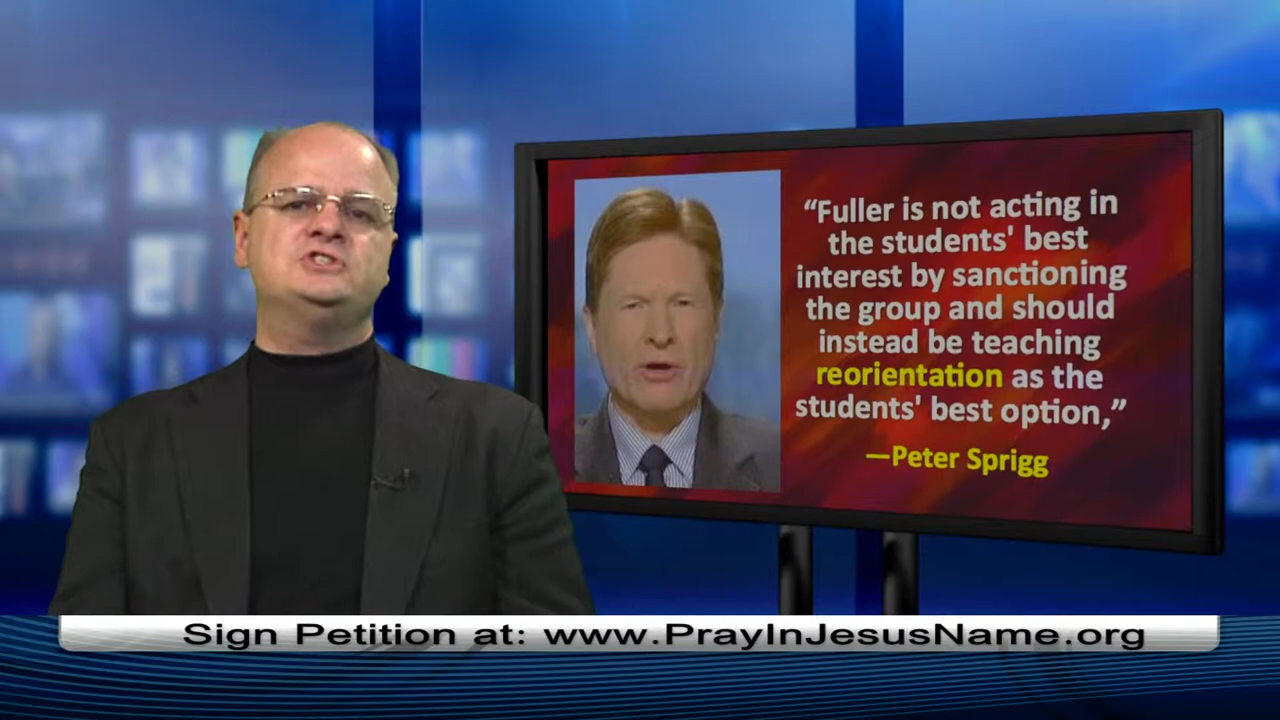 “Fuller is not acting in
the students' best
interest by sanctioning
the group and should
instead be teaching
reorientation as the
students' best option,”
—Peter Sprigg
Sign Petition at: www.PrayInJesusName.org